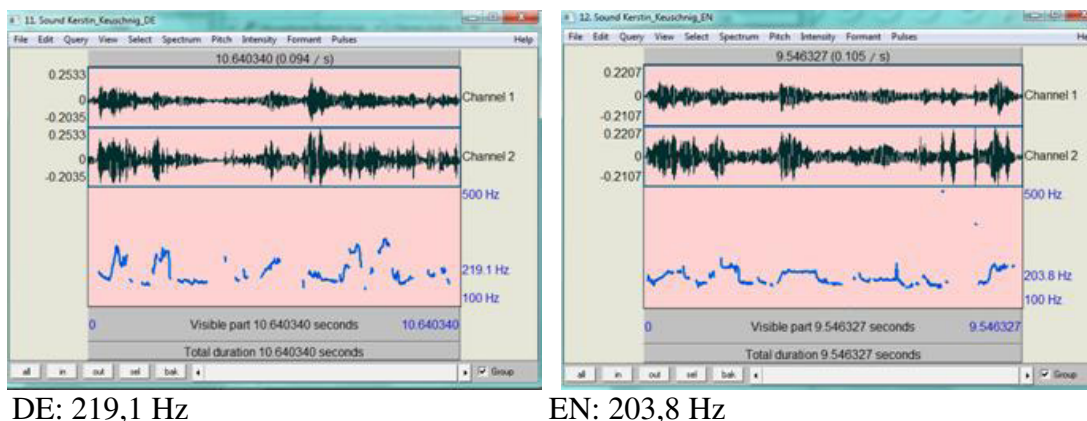 11. Sound Kerstin_Keuschnig_DE
File Edit Query View Select Spectrum Pitch Intensity Formant Pulses Help
10.640340 (0.094 / s)
0.2533
0
-0.2035
Channel 1
0.2533
0
-0.2035
Channel 2
500 Hz
219.1 Hz
100 Hz
0 Visible part 10.640340 seconds 10.640340
Total duration 10.640340 seconds
all in out sel bak Group
DE: 219,1 Hz
12. Sound Kerstin_Keuschnig_EN
File Edit Query View Select Spectrum Pitch Intensity Formant Pulses He
9.546327 (0.105 / s)
0.2207
0
-0.2107
Channel 1
0.2207
0
-0.2107
Channel 2
500 Hz
203.8 Hz
100 Hz
0 Visible part 9.546327 seconds 9.546327
Total duration 9.546327 seconds
all in out sel bak Group
EN: 203,8 Hz